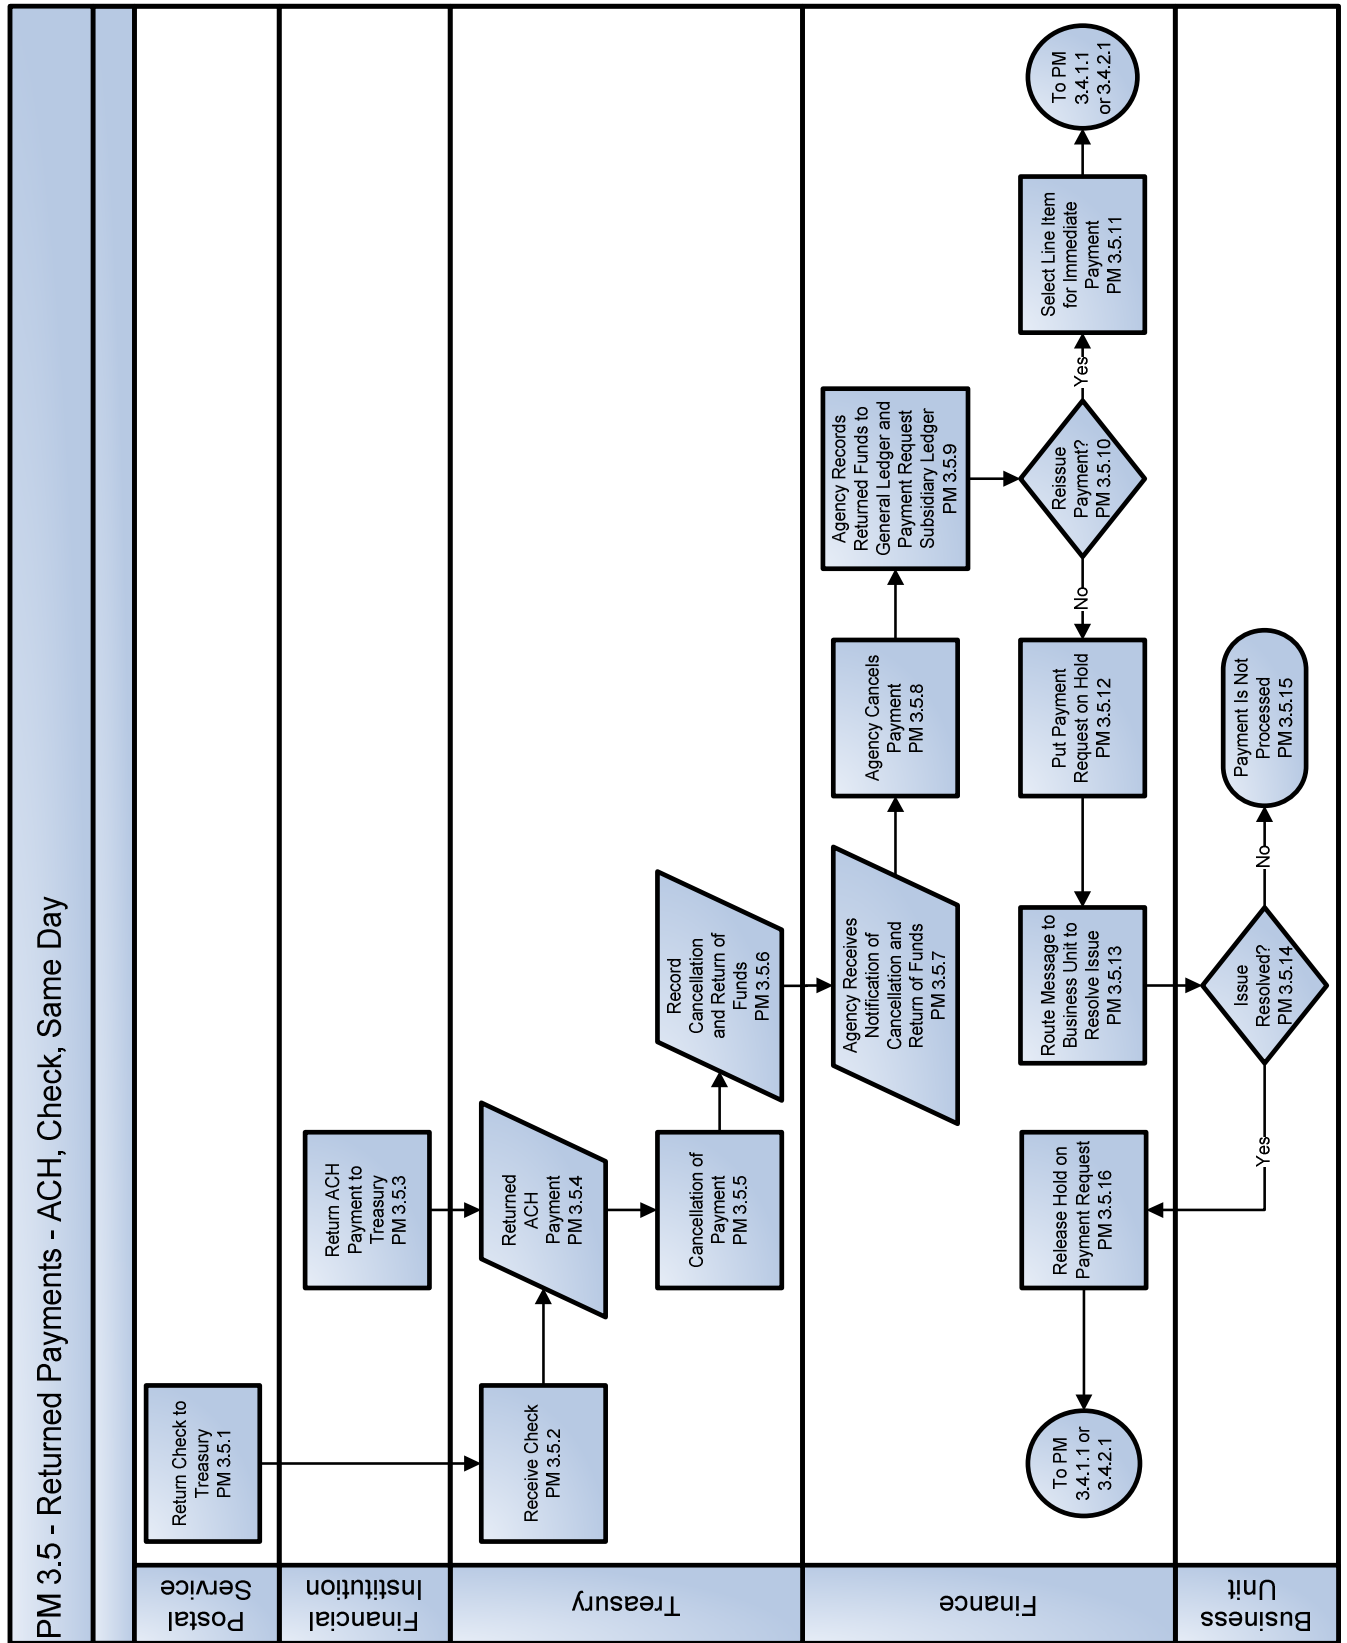 PM 3.5 - Returned Payments - ACH, Check, Same Day
Postal
Service
Return Check to
Treasury
PM 3.5.1
Financial
Institution
Return ACH
Payment to
Treasury
PM 3.5.3
Treasury
Receive Check
PM 3.5.2
Returned
ACH
Payment
PM 3.5.4
Cancellation of
Payment
PM 3.5.5
Record
Cancellation
and Return of
Funds
PM 3.5.6
Finance
Agency Receives
Notification of
Cancellation and
Return of Funds
PM 3.5.7
Agency Cancels
Payment
PM 3.5.8
Agency Records
Returned Funds to
General Ledger and
Payment Request
Subsidiary Ledger
PM 3.5.9
Reissue
Payment?
PM 3.5.10
Yes
Select Line Item
for Immediate
Payment
PM 3.5.11
To PM
3.4.1.1
or 3.4.2.1
No
Put Payment
Request on Hold
PM 3.5.12
Route Message to
Business Unit to
Resolve Issue
PM 3.5.13
Release Hold on
Payment Request
PM 3.5.16
To PM
3.4.1.1 or
3.4.2.1
Business
Unit
Issue
Resolved?
PM 3.5.14
Yes
No
Payment Is Not
Processed
PM 3.5.15